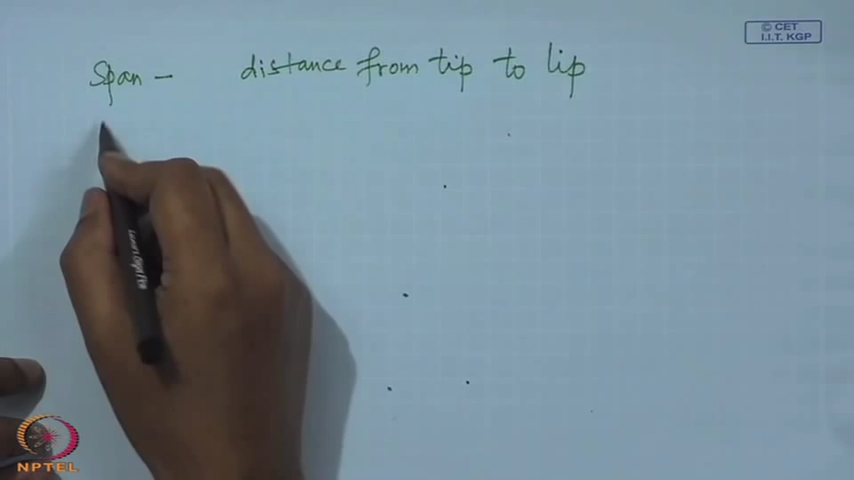 © CET
I.I.T. KGP
Span - distance from tip to lip
NPTEL